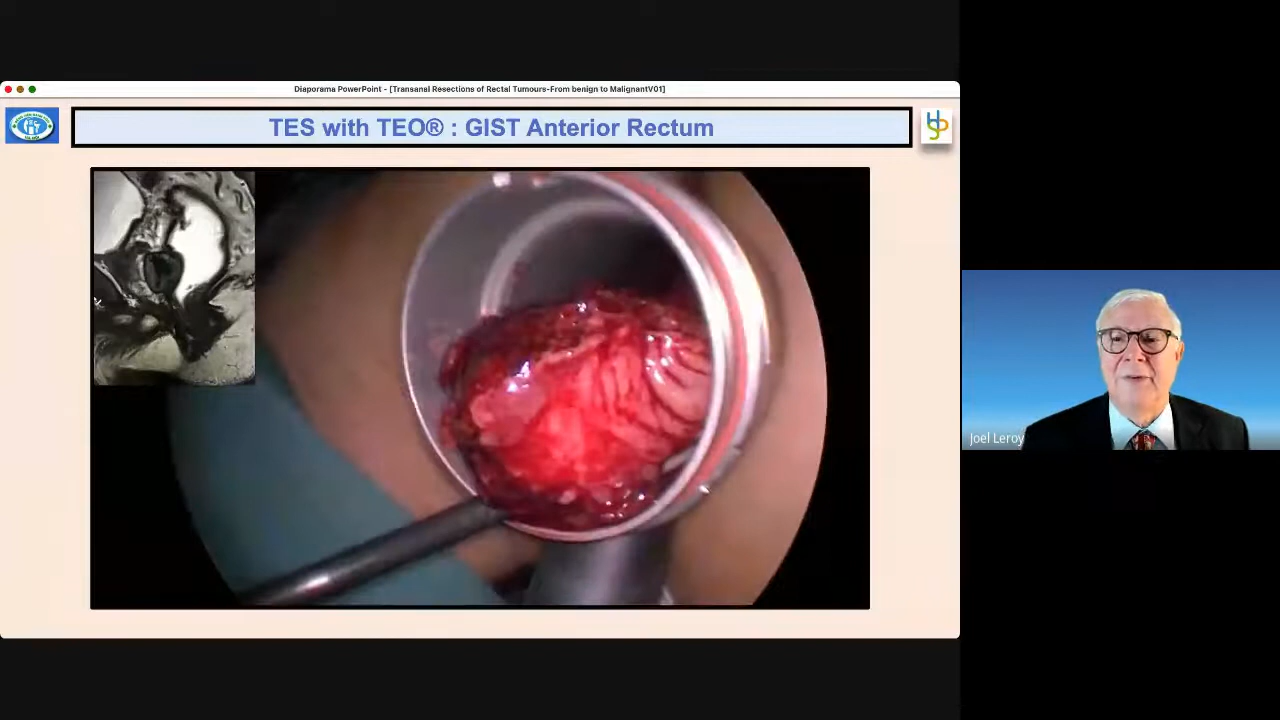 Diaporama PowerPoint - [Transanal Resections of Rectal Tumours-From benign to MalignantV01]
TES with TEO® : GIST Anterior Rectum
Joel Leroy